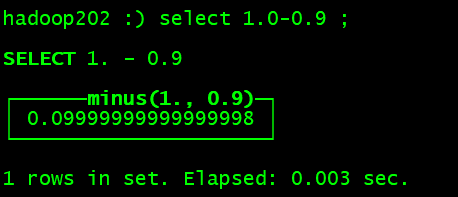 hadoop202 :) select 1.0-0.9 ;
SELECT 1. - 0.9
minus(1., 0.9)
0.09999999999999998
1 rows in set. Elapsed: 0.003 sec.